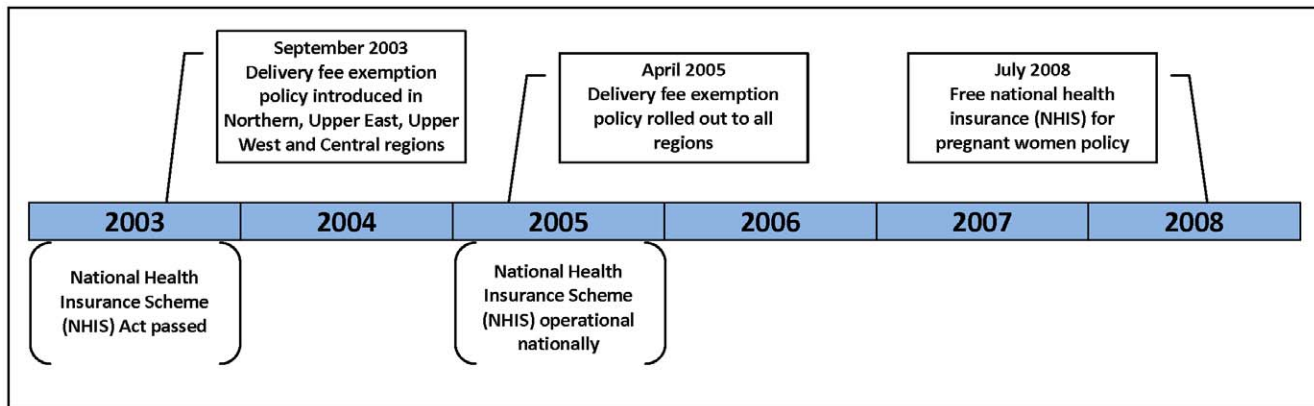 September 2003
Delivery fee exemption
policy introduced in
Northern, Upper East, Upper
West and Central regions
April 2005
Delivery fee exemption
policy rolled out to all
regions
July 2008
Free national health
insurance (NHIS) for
pregnant women policy
2003
2004
2005
2006
2007
2008
National Health
Insurance Scheme
(NHIS) Act passed
National Health
Insurance Scheme
(NHIS) operational
nationally